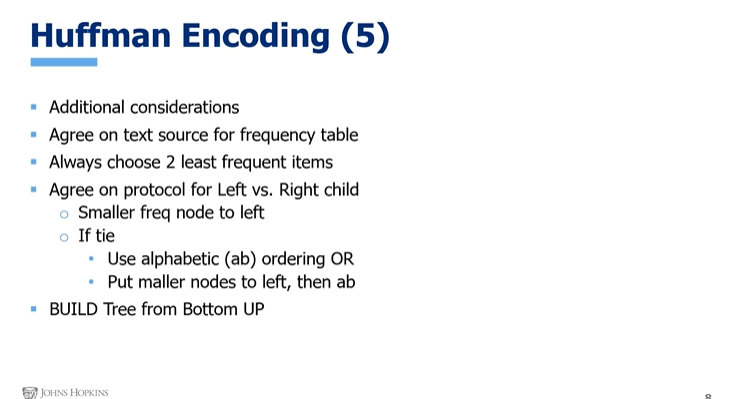 Huffman Encoding (5)
Additional considerations
Agree on text source for frequency table
Always choose 2 least frequent items
Agree on protocol for Left vs. Right child
Smaller freq node to left
If tie
Use alphabetic (ab) ordering OR
Put maller nodes to left, then ab
BUILD Tree from Bottom UP
JOHNS HOPKINS